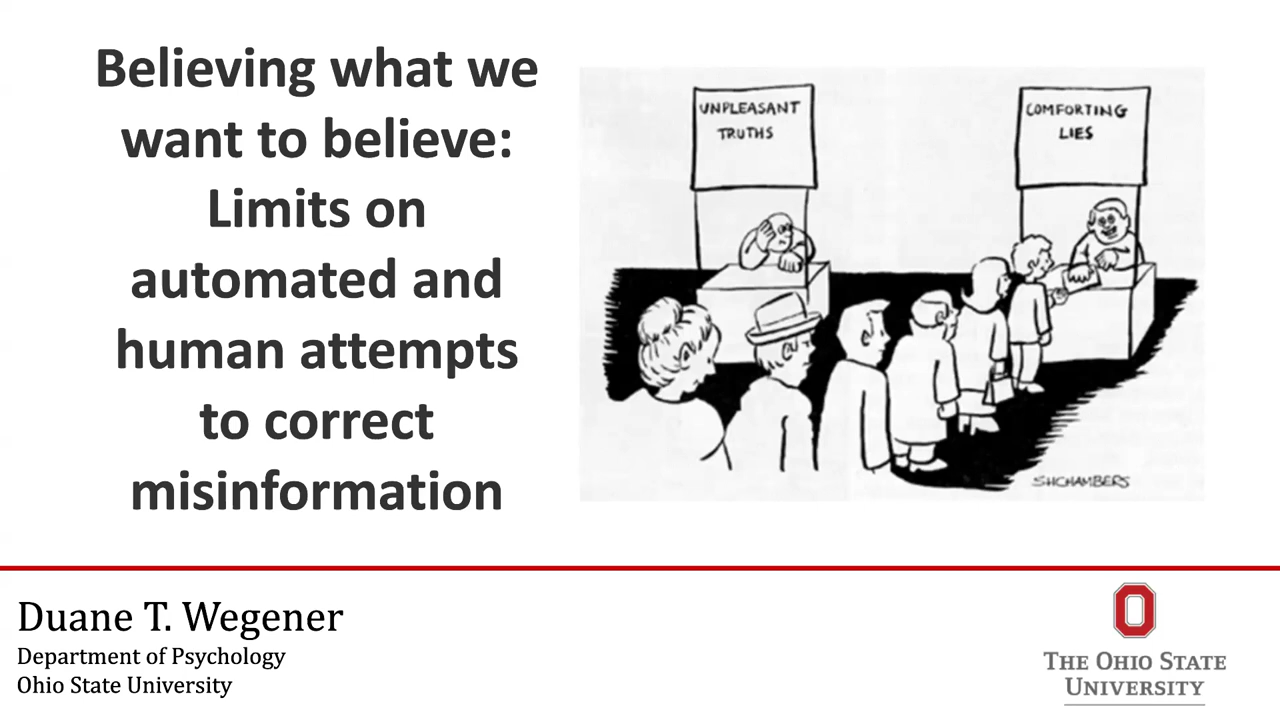 Believing what we
want to believe:
Limits on
automated and
human attempts
to correct
misinformation
UNPLEASANT
TRUTHS
COMFORTING
LIES
SHCHAMBERS
Duane T. Wegener
Department of Psychology
Ohio State University
THE OHIO STATE
UNIVERSITY